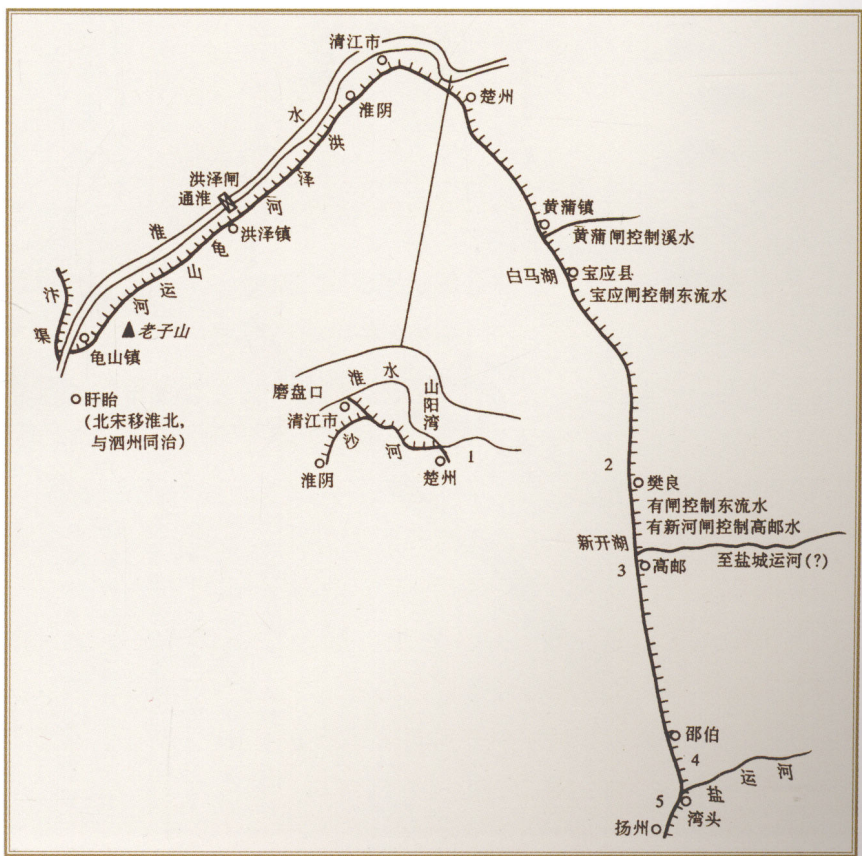 清江市
楚州
淮阴
淮水
洪泽河
洪泽闸
通淮
洪泽镇
龟山运河
汴渠
老子山
龟山镇
盱眙
(北宋移淮北,
与泗州同治)
黄蒲镇
黄蒲闸控制溪水
白马湖
宝应县
宝应闸控制东流水
磨盘口
淮水
山阳湾
清江市
沙河
1
淮阴
楚州
2
樊良
有闸控制东流水
有新河闸控制高邮水
新开湖
至盐城运河(?)
3
高邮
邵伯
4
盐运河
5
湾头
扬州